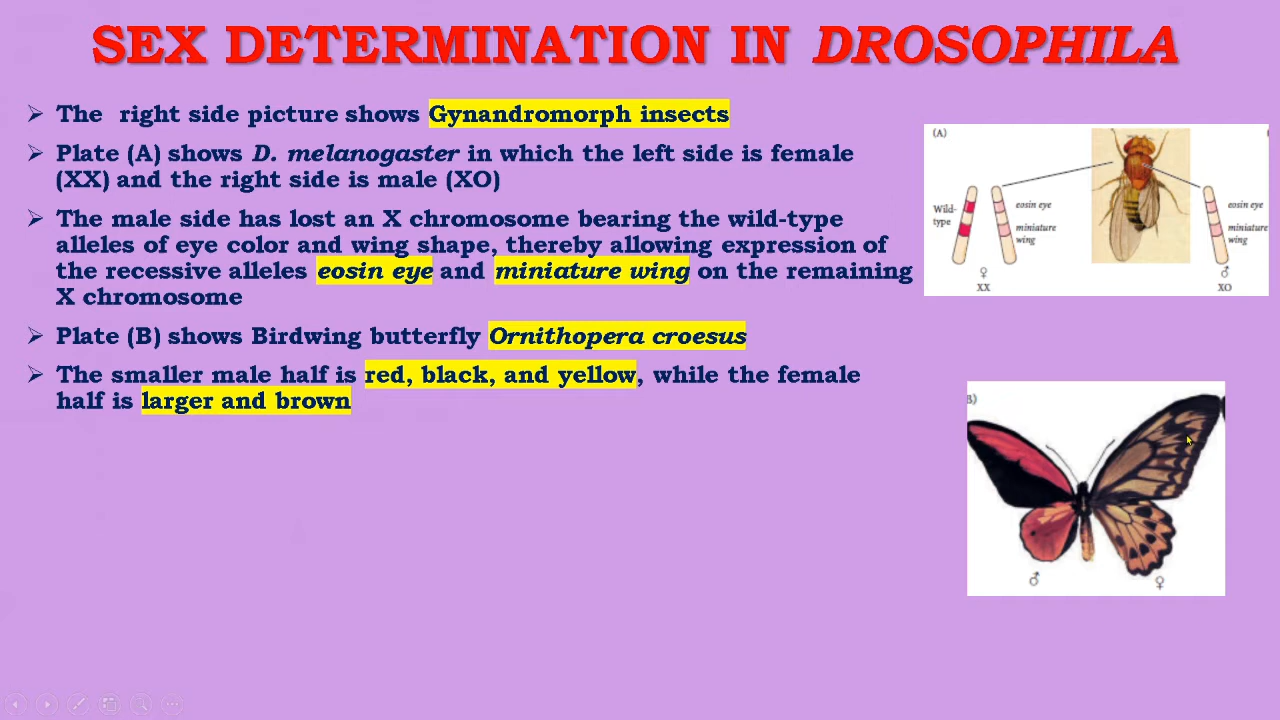 SEX DETERMINATION IN DROSOPHILA
➢ The right side picture shows Gynandromorph insects
➢ Plate (A) shows D. melanogaster in which the left side is female
(XX) and the right side is male (XO)
➢ The male side has lost an X chromosome bearing the wild-type
alleles of eye color and wing shape, thereby allowing expression of
the recessive alleles eosin eye and miniature wing on the remaining
X chromosome
➢ Plate (B) shows Birdwing butterfly Ornithopera croesus
➢ The smaller male half is red, black, and yellow, while the female
half is larger and brown
(A)
Wild-
type
eosin eye
miniature
wing
♀
XX
eosin eye
miniature
wing
♂
XO
B)
♂
♀